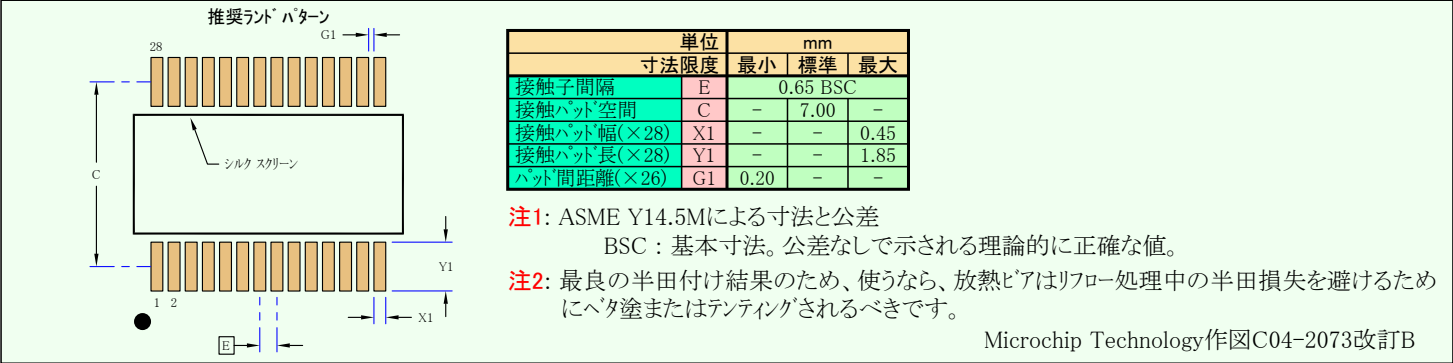 推奨ランドパターン
G1
28
C
シルク スクリーン
Y1
1 2
X1
E
単位 mm
寸法限度 最小 標準 最大
接触子間隔 E 0.65 BSC
接触パッド空間 C - 7.00 -
接触パッド幅(×28) X1 - - 0.45
接触パッド長(×28) Y1 - - 1.85
パッド間距離(×26) G1 0.20 - -
注1: ASME Y14.5Mによる寸法と公差
BSC : 基本寸法。公差なしで示される理論的に正確な値。
注2: 最良の半田付け結果のため、使うなら、放熱ビアはリフロー処理中の半田損失を避けるため
にベタ塗またはテンティングされるべきです。
Microchip Technology作図C04-2073改訂B